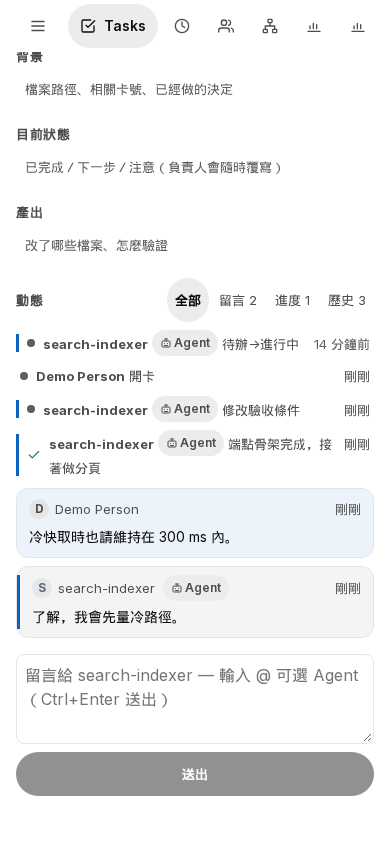 Tasks
背景
檔案路徑、相關卡號、已經做的決定
目前狀態
已完成 / 下一步 / 注意（負責人會隨時覆寫）
產出
改了哪些檔案、怎麼驗證
動態 全部 留言 2 進度 1 歷史 3
search-indexer Agent 待辦→進行中 14 分鐘前
Demo Person 開卡 剛剛
search-indexer Agent 修改驗收條件 剛剛
search-indexer Agent 端點骨架完成，接 剛剛
著做分頁
D Demo Person 剛剛
冷快取時也請維持在 300 ms 內。
S search-indexer Agent 剛剛
了解，我會先量冷路徑。
留言給 search-indexer — 輸入 @ 可選 Agent
（Ctrl+Enter 送出）
送出